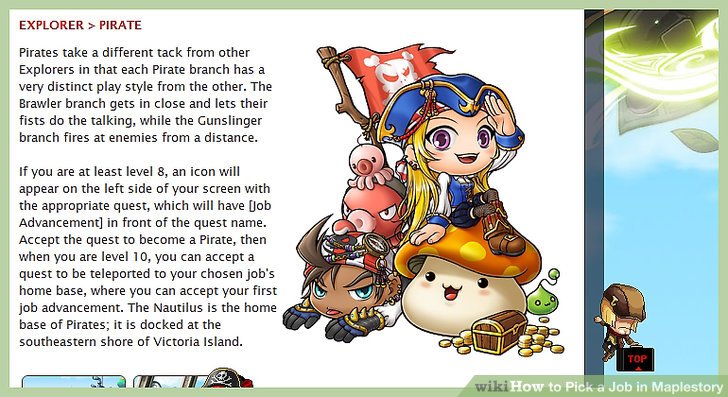 EXPLORER > PIRATE
Pirates take a different tack from other
Explorers in that each Pirate branch has a
very distinct play style from the other. The
Brawler branch gets in close and lets their
fists do the talking, while the Gunslinger
branch fires at enemies from a distance.
If you are at least level 8, an icon will
appear on the left side of your screen with
the appropriate quest, which will have [Job
Advancement] in front of the quest name.
Accept the quest to become a Pirate, then
when you are level 10, you can accept a
quest to be teleported to your chosen job's
home base, where you can accept your first
job advancement. The Nautilus is the home
base of Pirates; it is docked at the
southeastern shore of Victoria Island.
TOP
wikiHow to Pick a Job in Maplestory